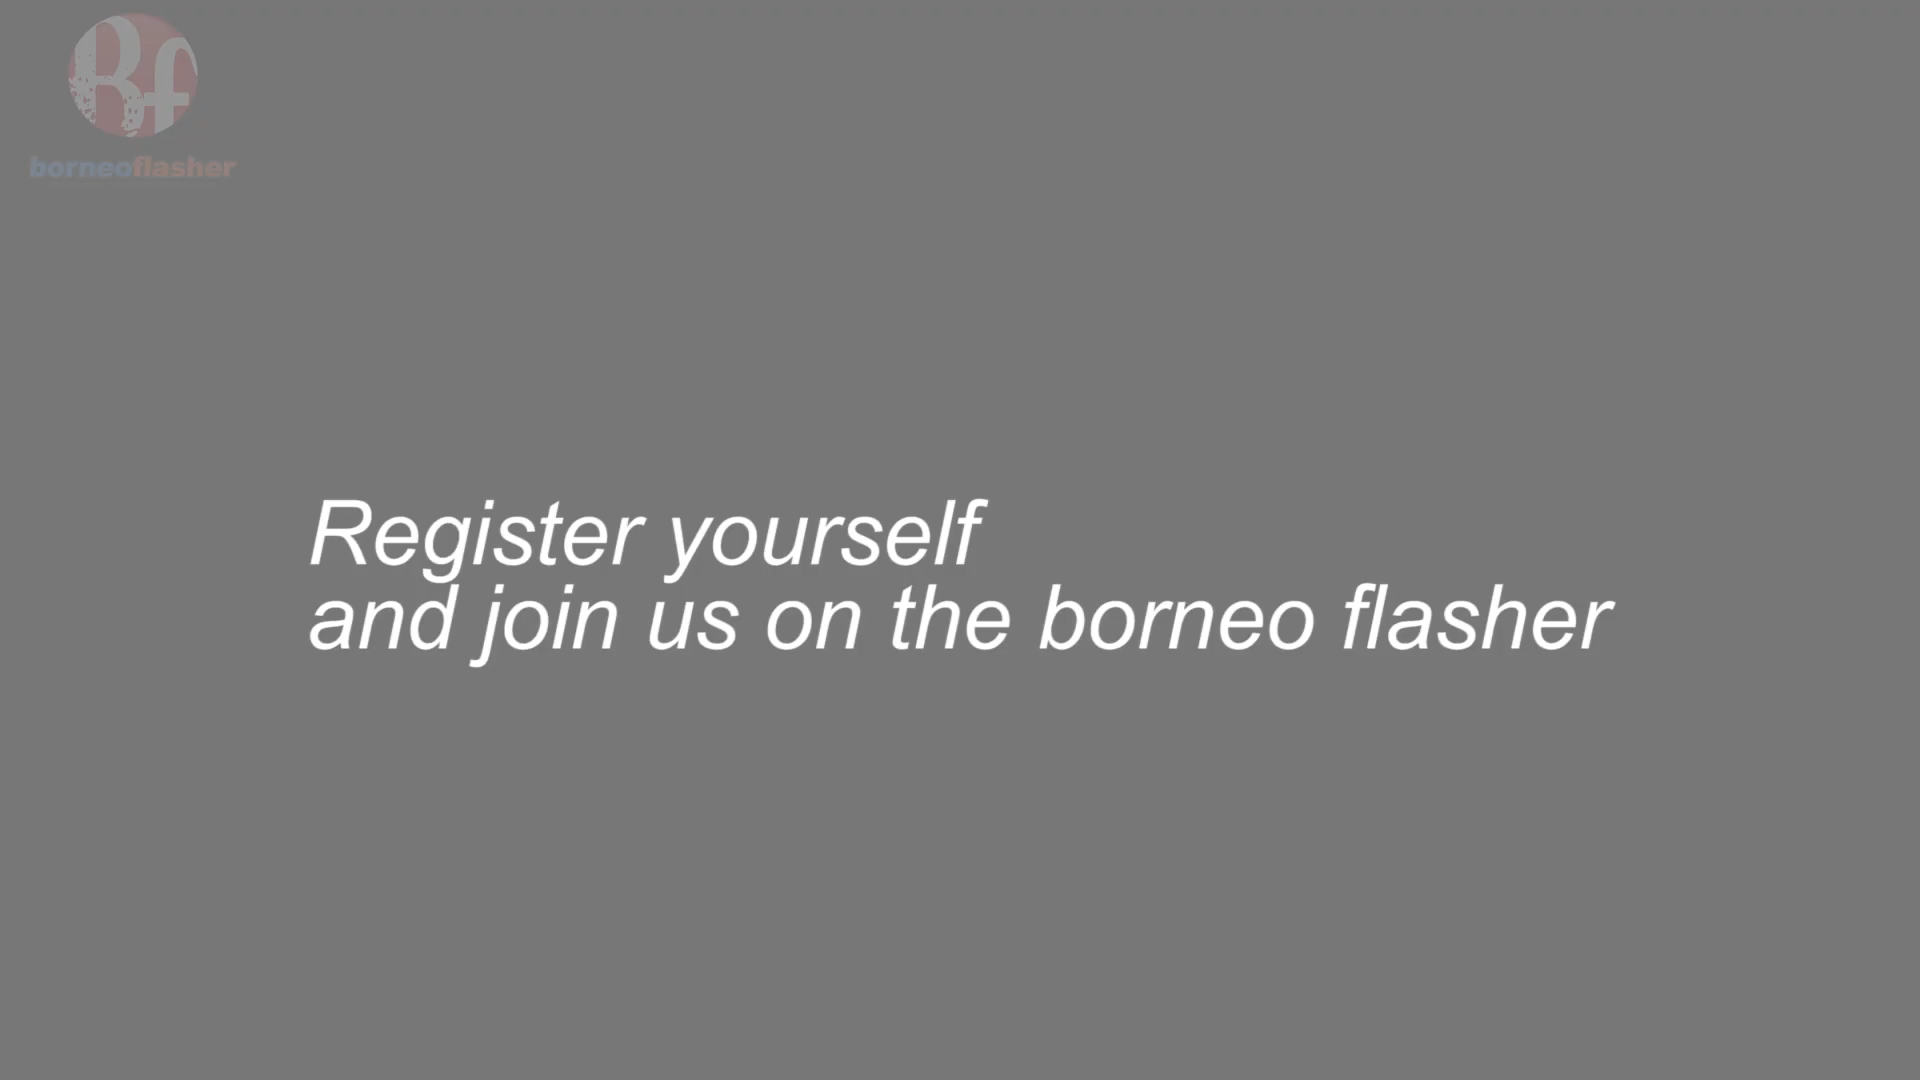 Bf
borneoflasher
Register yourself
and join us on the borneo flasher